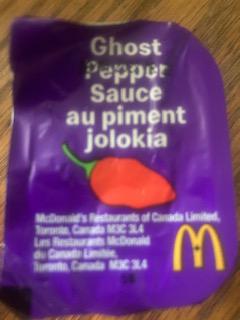 Ghost
Pepper
Sauce
au piment
jolokia
McDonald's Restaurants of Canada Limited,
Toronto, Canada M3C 3L4
Les Restaurants McDonald
du Canada Limitée,
Toronto, Canada M3C 3L4